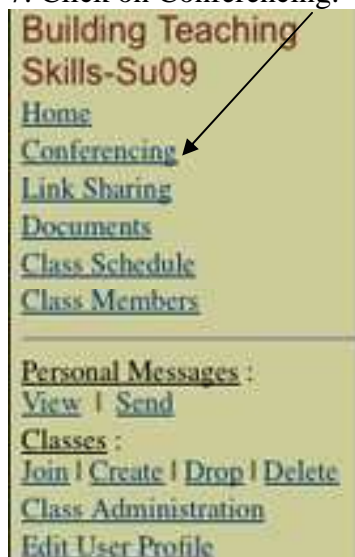 7. Click on Conferencing.
Building Teaching
Skills-Su09
Home
Conferencing
Link Sharing
Documents
Class Schedule
Class Members
Personal Messages :
View | Send
Classes :
Join | Create | Drop | Delete
Class Administration
Edit User Profile